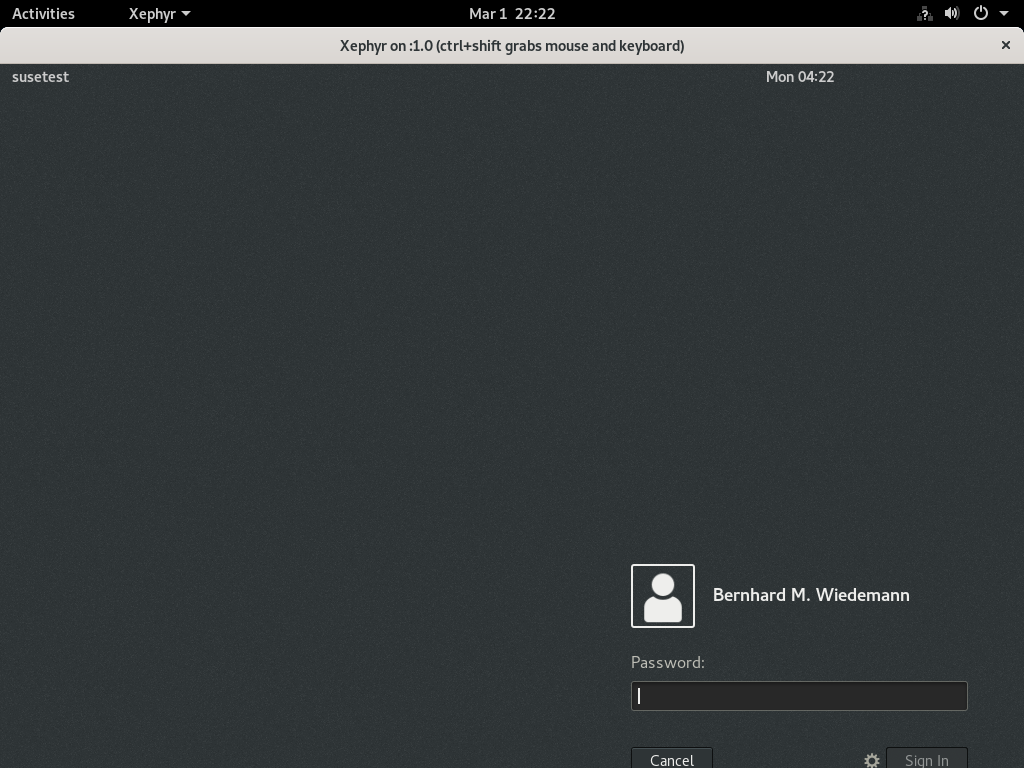 Activities Xephyr Mar 1 22:22
Xephyr on :1.0 (ctrl+shift grabs mouse and keyboard)
susetest Mon 04:22
Bernhard M. Wiedemann
Password:
Cancel Sign In